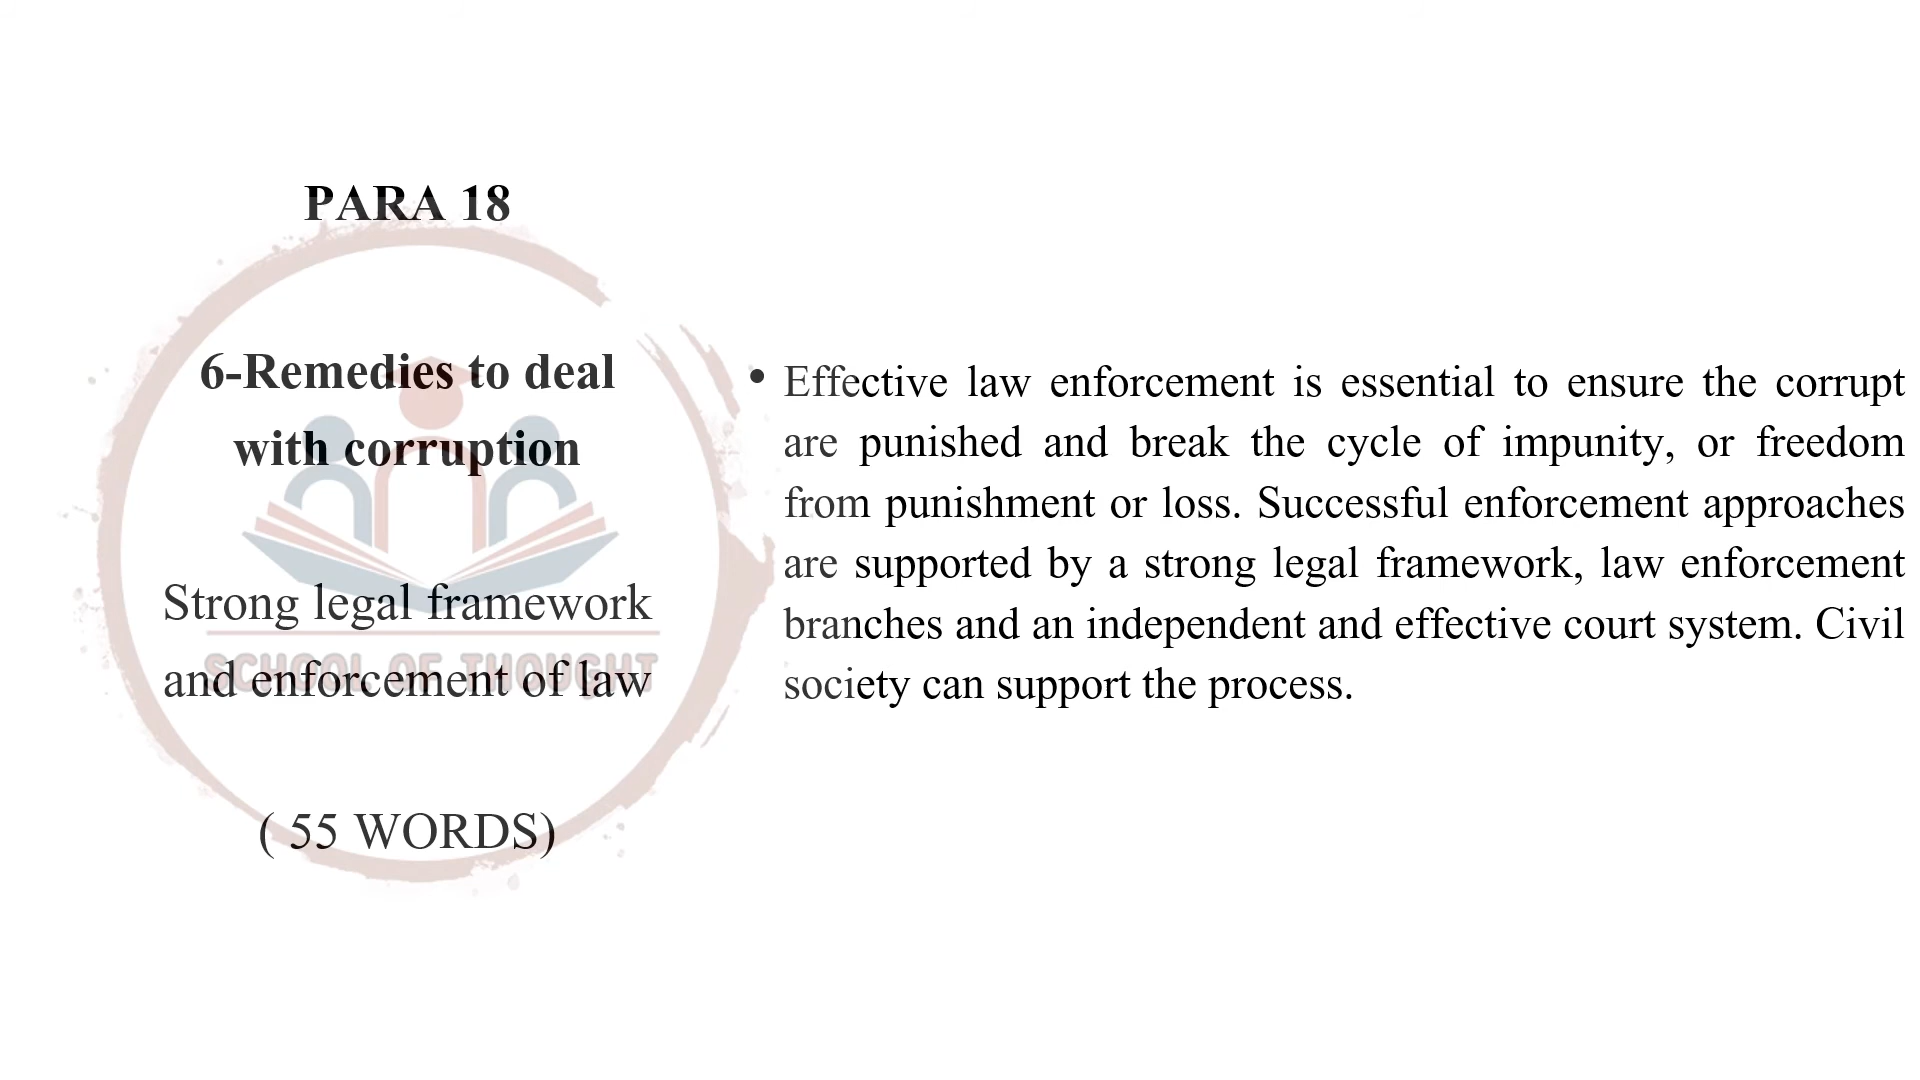 PARA 18
6-Remedies to deal
with corruption
Strong legal framework
and enforcement of law
( 55 WORDS)
• Effective law enforcement is essential to ensure the corrupt
are punished and break the cycle of impunity, or freedom
from punishment or loss. Successful enforcement approaches
are supported by a strong legal framework, law enforcement
branches and an independent and effective court system. Civil
society can support the process.
SCHOOL OF THOUGHT